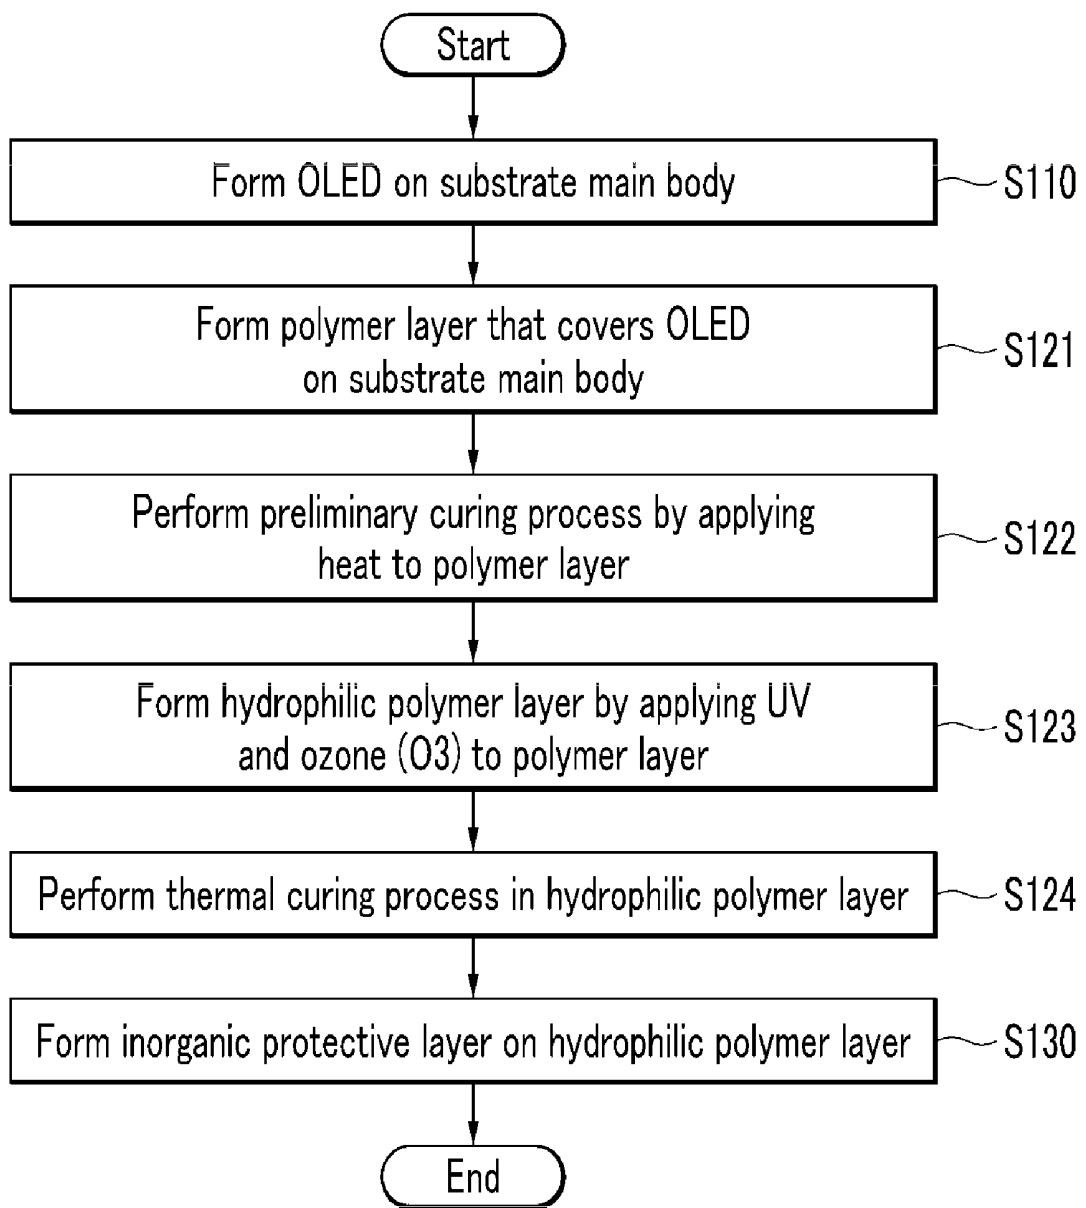 Start
Form OLED on substrate main body
S110
Form polymer layer that covers OLED
on substrate main body
S121
Perform preliminary curing process by applying
heat to polymer layer
S122
Form hydrophilic polymer layer by applying UV
and ozone (O3) to polymer layer
S123
Perform thermal curing process in hydrophilic polymer layer
S124
Form inorganic protective layer on hydrophilic polymer layer
S130
End